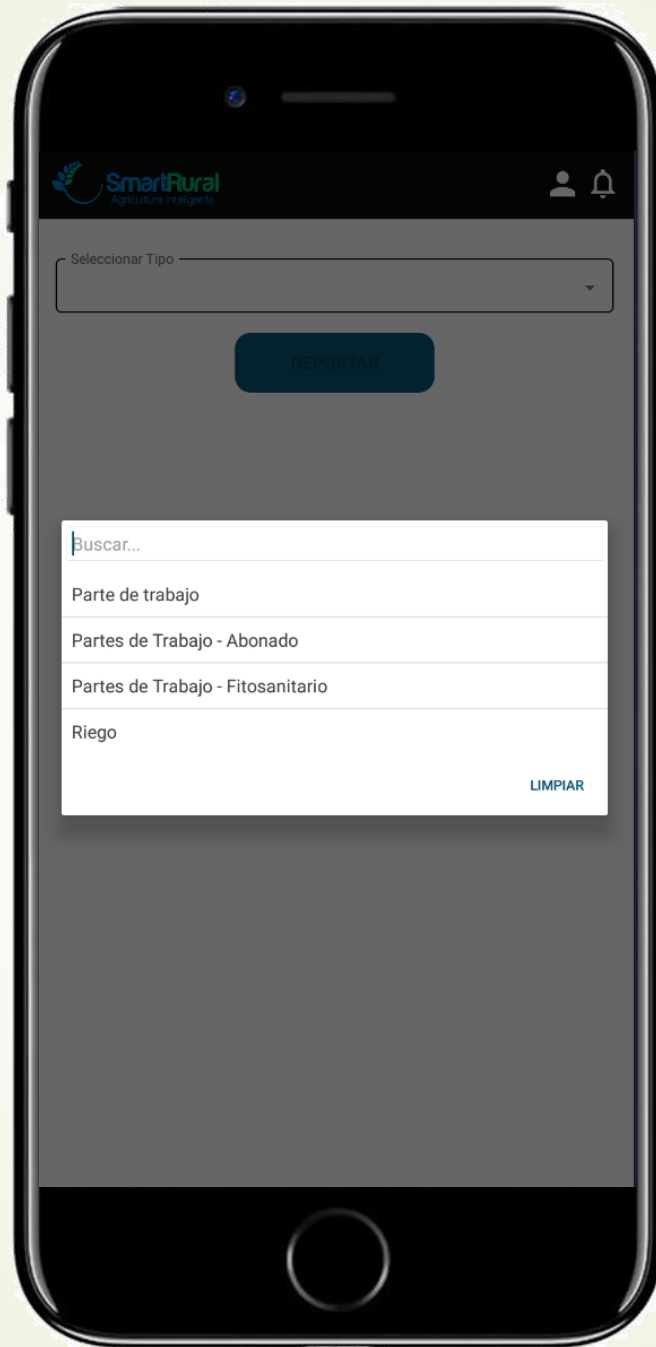 SmartRural
Agricultura inteligente
Seleccionar Tipo
REPORTAR
Buscar...
Parte de trabajo
Partes de Trabajo - Abonado
Partes de Trabajo - Fitosanitario
Riego
LIMPIAR